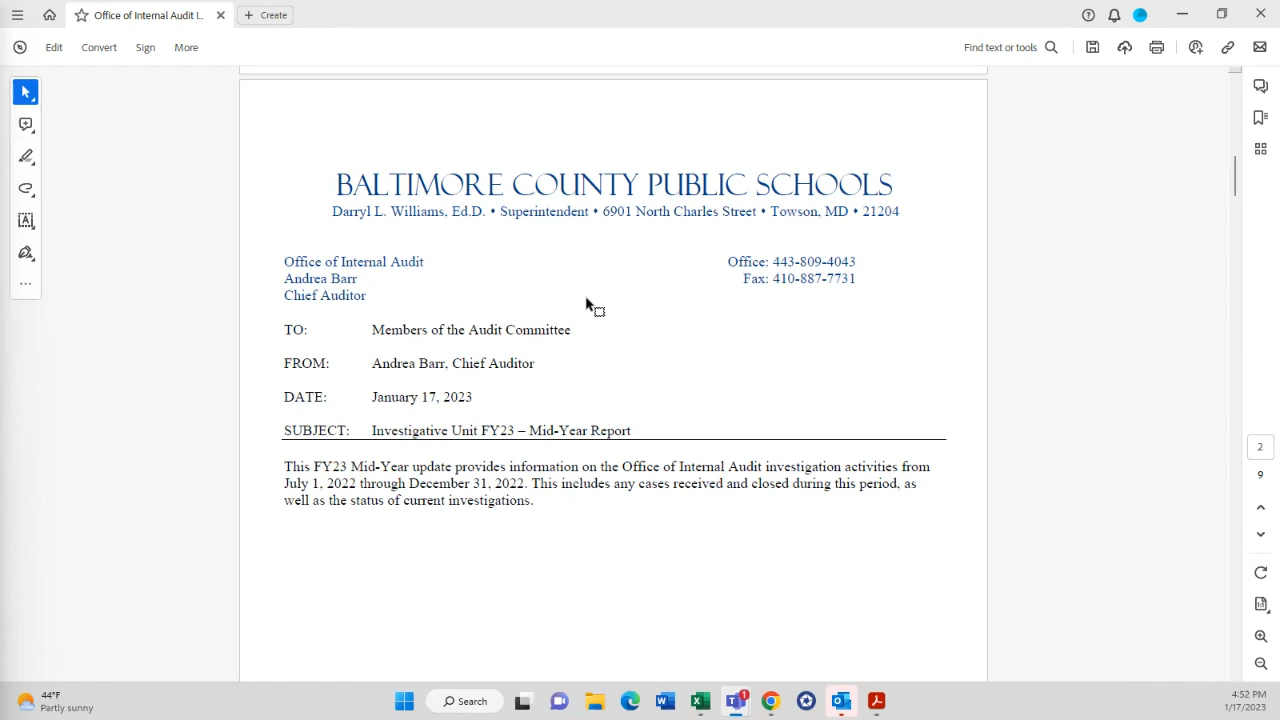 Office of Internal Audit I...
Create
Edit
Convert
Sign
More
Find text or tools
BALTIMORE COUNTY PUBLIC SCHOOLS
Darryl L. Williams, Ed.D. • Superintendent • 6901 North Charles Street • Towson, MD • 21204
Office of Internal Audit
Office: 443-809-4043
Andrea Barr
Fax: 410-887-7731
Chief Auditor
TO: Members of the Audit Committee
FROM: Andrea Barr, Chief Auditor
DATE: January 17, 2023
SUBJECT: Investigative Unit FY23 – Mid-Year Report
This FY23 Mid-Year update provides information on the Office of Internal Audit investigation activities from
July 1, 2022 through December 31, 2022. This includes any cases received and closed during this period, as
well as the status of current investigations.
2
9
44°F
Partly sunny
Search
1
4:52 PM
1/17/2023